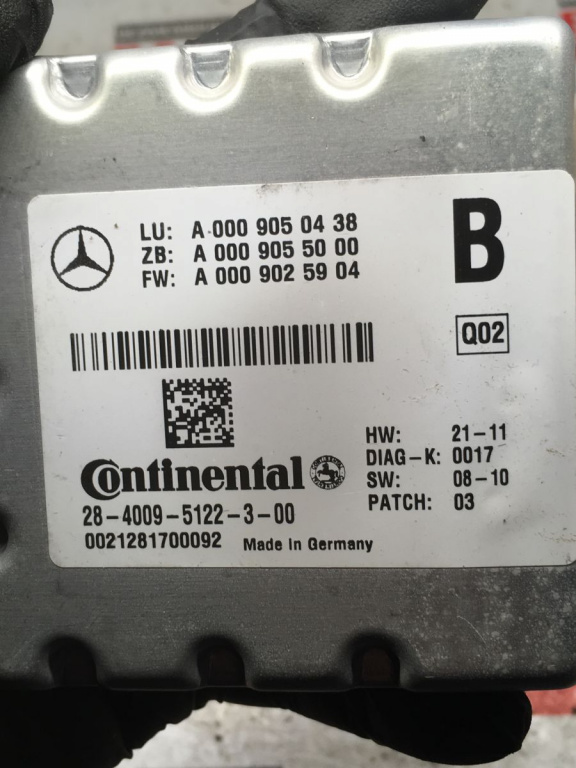 LU: A 000 905 04 38
ZB: A 000 905 50 00
FW: A 000 902 59 04
B
Q02
HW: 21-11
DIAG-K: 0017
SW: 08-10
PATCH: 03
Continental
28-4009-5122-3-00
0021281700092 Made in Germany